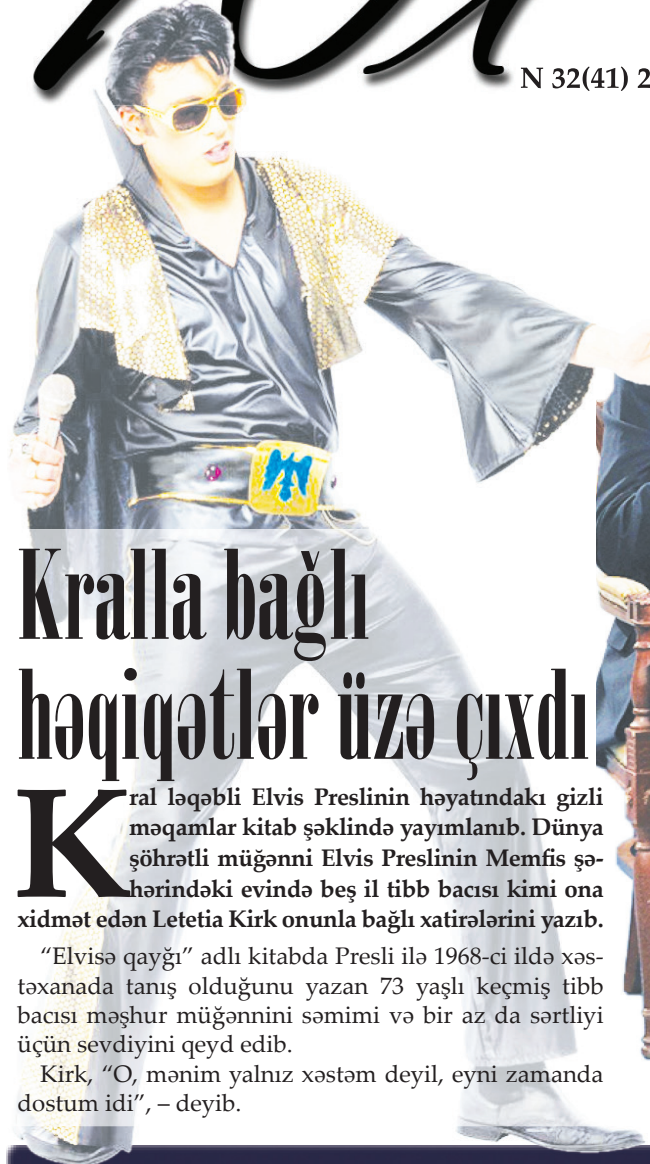 N 32(41) 2
Kralla bağlı
həqiqətlər üzə çıxdı
Kral ləqəbli Elvis Preslinin həyatındakı gizli
məqamlar kitab şəklində yayımlanıb. Dünya
şöhrətli müğənni Elvis Preslinin Memfis şə-
hərindəki evində beş il tibb bacısı kimi ona
xidmət edən Letetia Kirk onunla bağlı xatirələrini yazıb.
“Elvisə qayğı” adlı kitabda Presli ilə 1968-ci ildə xəs-
təxanada tanış olduğunu yazan 73 yaşlı keçmiş tibb
bacısı məşhur müğənnini səmimi və bir az da sərtliyi
üçün sevdiyini qeyd edib.
Kirk, “O, mənim yalnız xəstəm deyil, eyni zamanda
dostum idi”, – deyib.